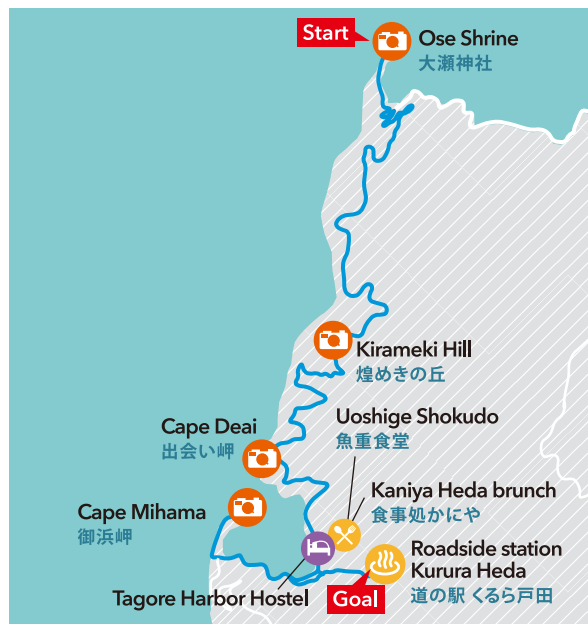 Start
Ose Shrine
大瀬神社
Kirameki Hill
煌めきの丘
Uoshige Shokudo
魚重食堂
Cape Deai
出会い岬
Kaniya Heda brunch
食事処かにや
Cape Mihama
御浜岬
Roadside station
Kurura Heda
道の駅 くるら戸田
Tagore Harbor Hostel
Goal